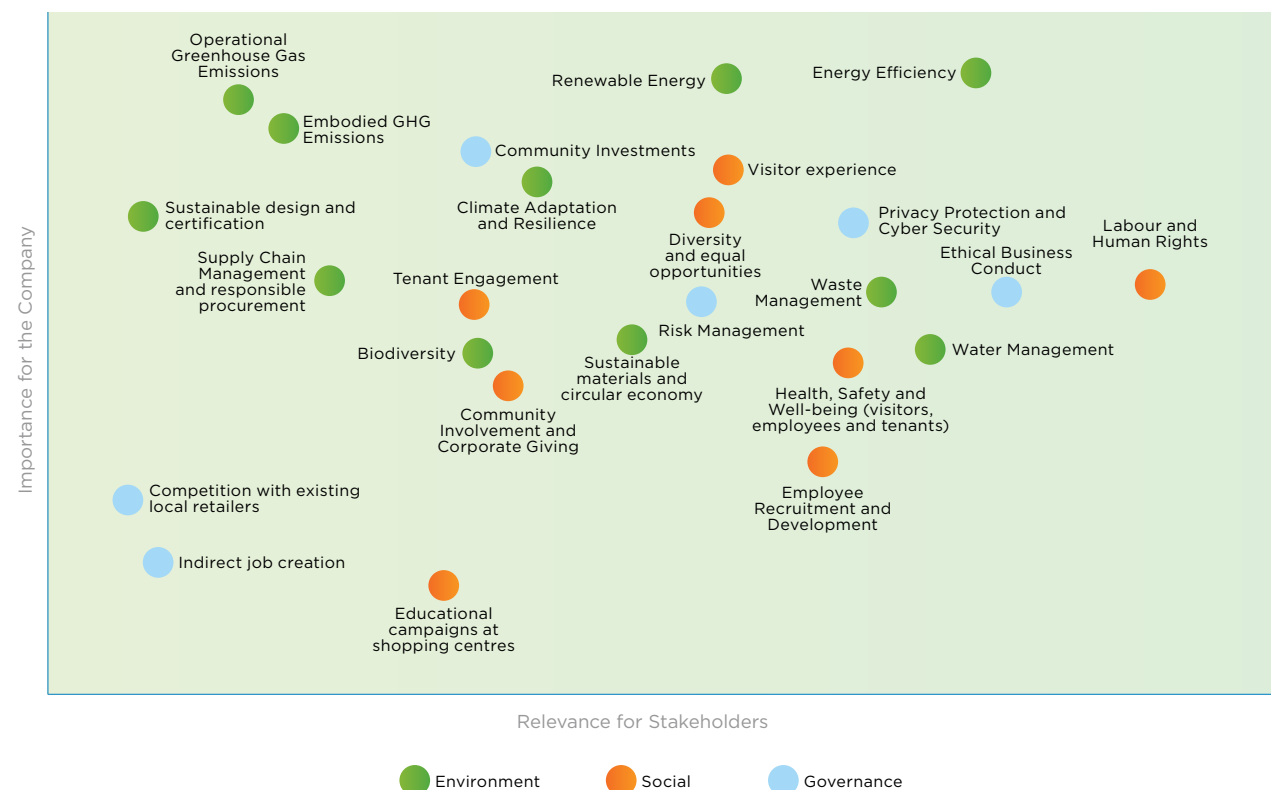 Operational
Greenhouse Gas
Emissions
Renewable Energy
Energy Efficiency
Embodied GHG
Emissions
Community Investments
Visitor experience
Climate Adaptation
and Resilience
Sustainable design and
certification
Privacy Protection and
Cyber Security
Labour and
Human Rights
Diversity
and equal
opportunities
Ethical Business
Conduct
Supply Chain
Management
and responsible
procurement
Tenant Engagement
Waste
Management
Risk Management
Biodiversity
Sustainable
materials and
circular economy
Water Management
Health, Safety and
Well-being (visitors,
employees and tenants)
Community
Involvement and
Corporate Giving
Competition with existing
local retailers
Employee
Recruitment and
Development
Indirect job creation
Educational
campaigns at
shopping centres
Importance for the Company
Relevance for Stakeholders
Environment
Social
Governance